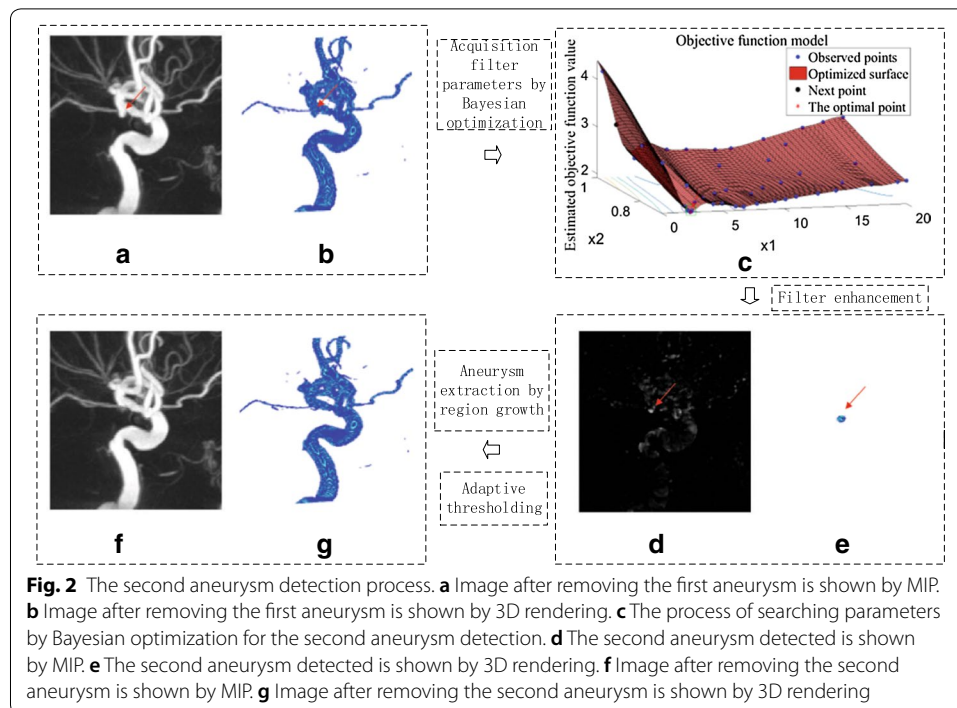 Acquisition
filter
parameters by
Bayesian
optimization
Objective function model
Observed points
Optimized surface
Next point
The optimal point
Estimated objective function value
4
3
2
1
0.8
x2
0
5
10
15
20
x1
a
b
c
Filter enhancement
Aneurysm
extraction by
region growth
Adaptive
thresholding
f
g
d
e
Fig. 2 The second aneurysm detection process. a Image after removing the first aneurysm is shown by MIP.
b Image after removing the first aneurysm is shown by 3D rendering. c The process of searching parameters
by Bayesian optimization for the second aneurysm detection. d The second aneurysm detected is shown
by MIP. e The second aneurysm detected is shown by 3D rendering. f Image after removing the second
aneurysm is shown by MIP. g Image after removing the second aneurysm is shown by 3D rendering